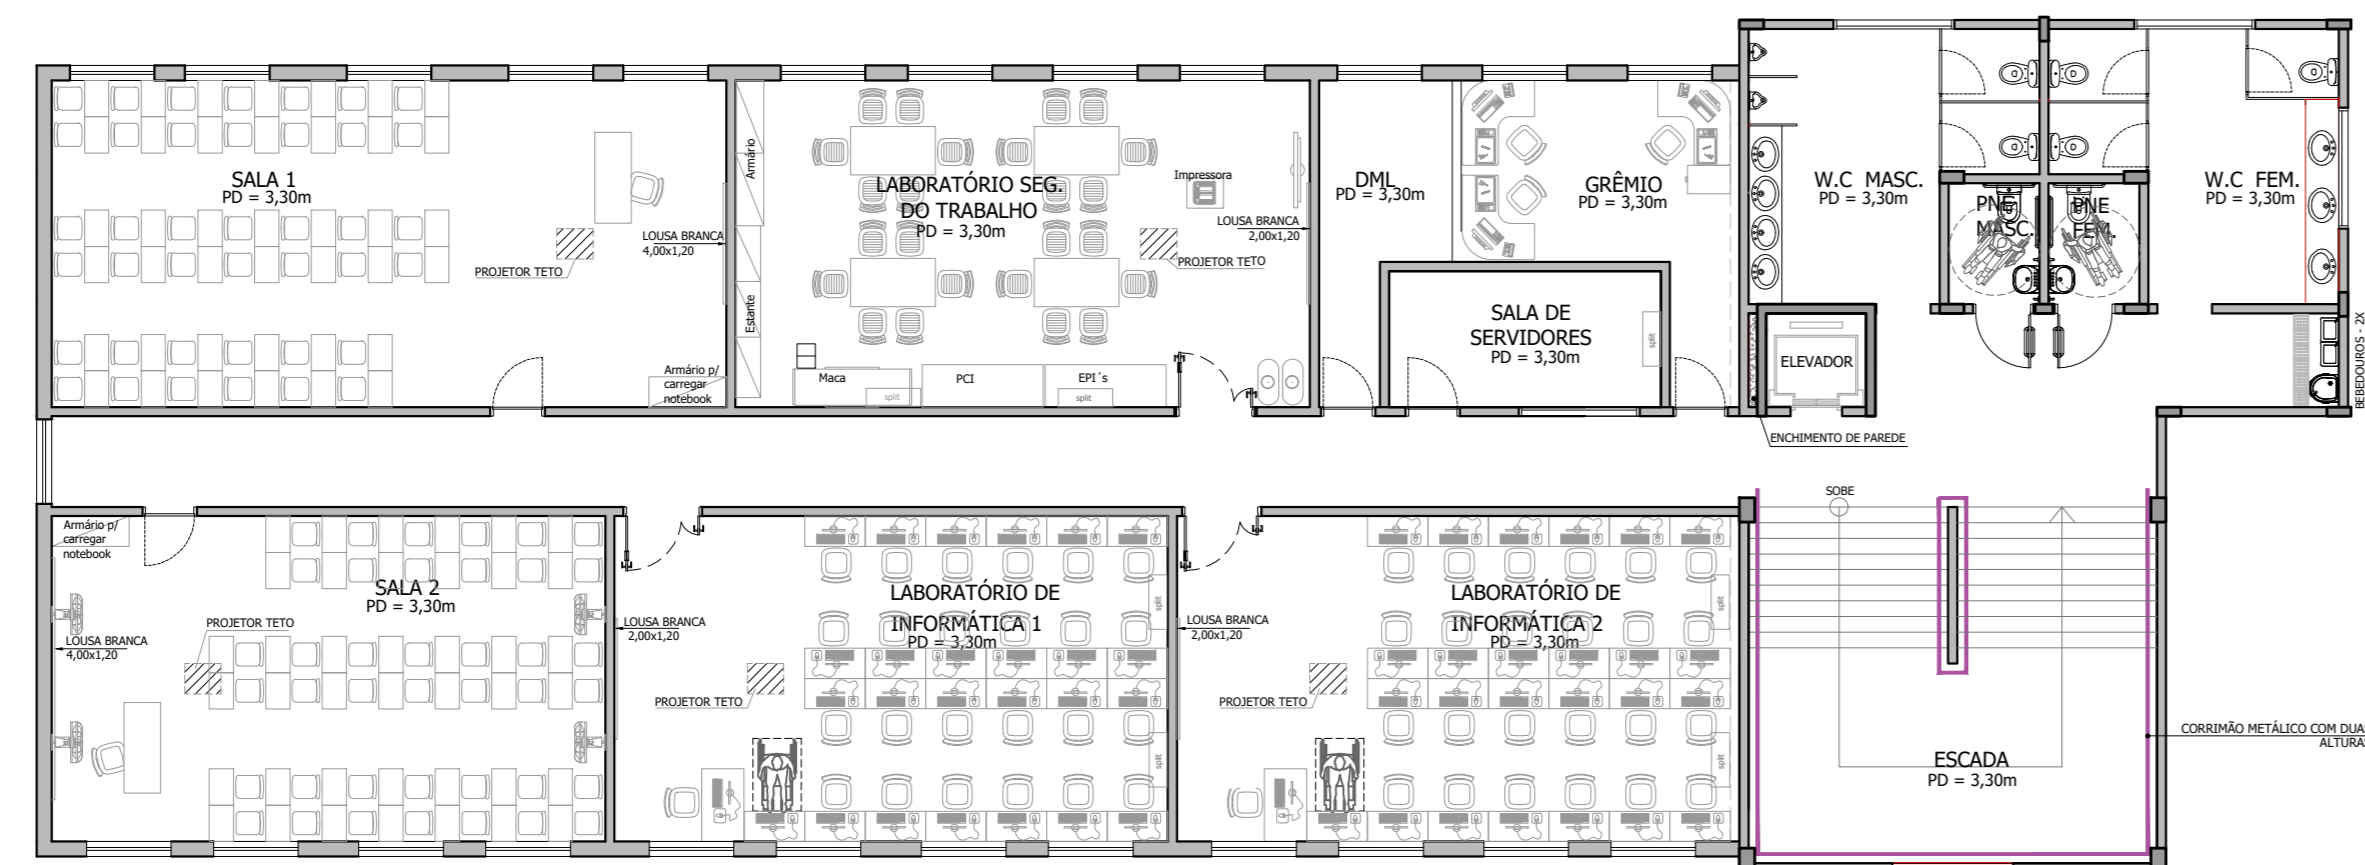 SALA 1
PD = 3,30m
PROJETOR TETO
LOUSA BRANCA
4,00x1,20
Armário p/
carregar
notebook
Armário
Estante
LABORATÓRIO SEG.
DO TRABALHO
PD = 3,30m
Impressora
LOUSA BRANCA
2,00x1,20
PROJETOR TETO
Maca
split
PCI
EPI´s
split
DML
PD = 3,30m
GRÊMIO
PD = 3,30m
SALA DE
SERVIDORES
PD = 3,30m
split
W.C MASC.
PD = 3,30m
PNE
MASC.
PNE
FEM.
W.C FEM.
PD = 3,30m
ELEVADOR
BEBEDOUROS - 2X
ENCHIMENTO DE PAREDE
Armário p/
carregar
notebook
SALA 2
PD = 3,30m
PROJETOR TETO
LOUSA BRANCA
4,00x1,20
LOUSA BRANCA
2,00x1,20
LABORATÓRIO DE
INFORMÁTICA 1
PD = 3,30m
split
PROJETOR TETO
split
LOUSA BRANCA
2,00x1,20
LABORATÓRIO DE
INFORMÁTICA 2
PD = 3,30m
split
PROJETOR TETO
split
SOBE
ESCADA
PD = 3,30m
CORRIMÃO METÁLICO COM DUAS
ALTURAS